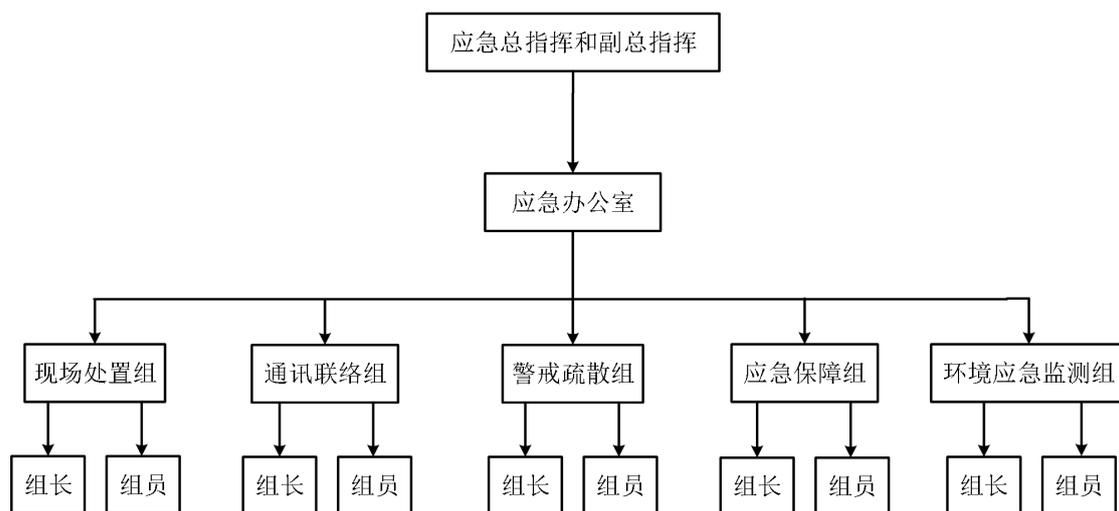 应急总指挥和副总指挥
应急办公室
现场处置组
通讯联络组
警戒疏散组
应急保障组
环境应急监测组
组长
组员
组长
组员
组长
组员
组长
组员
组长
组员